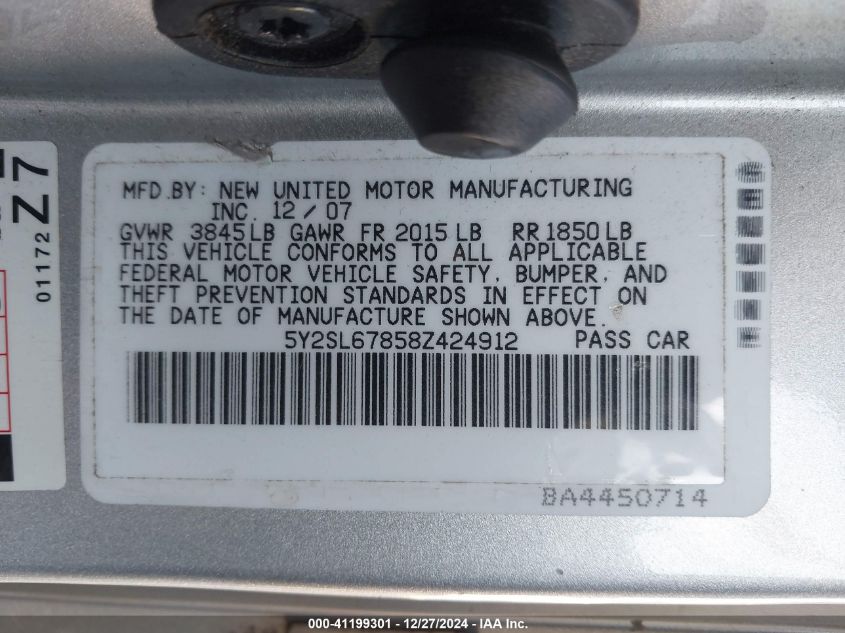 MFD.BY: NEW UNITED MOTOR MANUFACTURING
INC. 12/07
GVWR 3845LB GAWR FR 2015LB RR1850LB
THIS VEHICLE CONFORMS TO ALL APPLICABLE
FEDERAL MOTOR VEHICLE SAFETY, BUMPER, AND
THEFT PREVENTION STANDARDS IN EFFECT ON
THE DATE OF MANUFACTURE SHOWN ABOVE.
5Y2SL67858Z424912 PASS CAR
BA4450714
01172
Z7
000-41199301 - 12/27/2024 - IAA Inc.